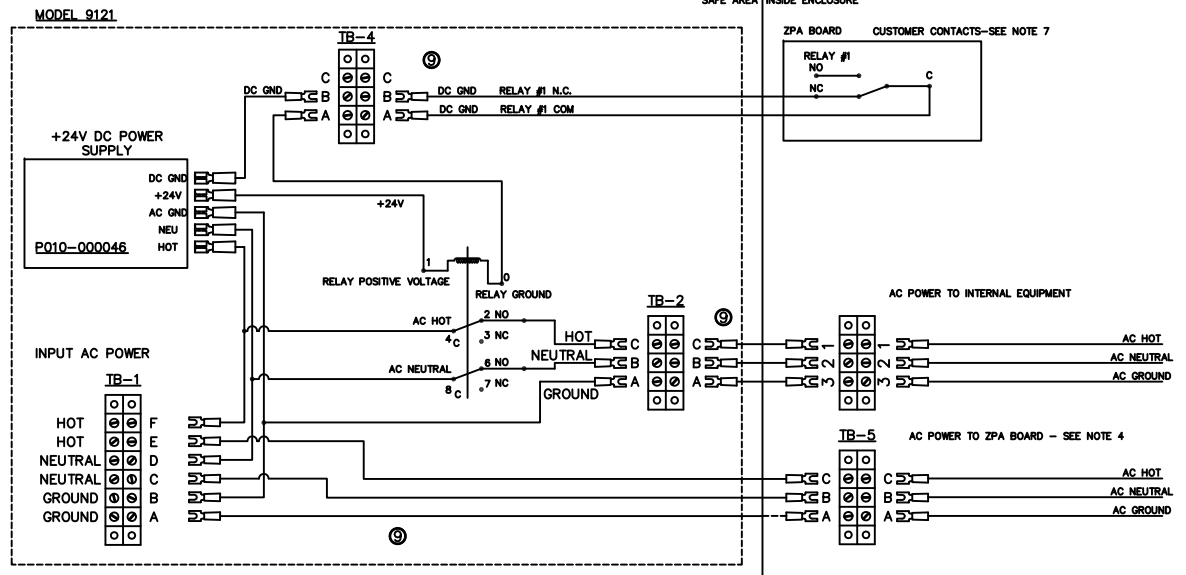 SAFE AREA INSIDE ENCLOSURE
MODEL 9121
TB-4
9
ZPA BOARD CUSTOMER CONTACTS-SEE NOTE 7
RELAY #1
NO
C
NC
C C
DC GND B B DC GND RELAY #1 N.C.
A A DC GND RELAY #1 COM
+24V DC POWER
SUPPLY
DC GND
+24V
AC GND
NEU
P010-000046 HOT
+24V
1
RELAY POSITIVE VOLTAGE
0
RELAY GROUND
TB-2
9
AC POWER TO INTERNAL EQUIPMENT
AC HOT 2 NO
4 C 3 NC
HOT C C 1 1 AC HOT
NEUTRAL B B 2 2 AC NEUTRAL
A A 3 3 AC GROUND
GROUND
AC NEUTRAL 6 NO
8 C 7 NC
INPUT AC POWER
TB-1
HOT F
HOT E
NEUTRAL D
NEUTRAL C
GROUND B
GROUND A
TB-5 AC POWER TO ZPA BOARD - SEE NOTE 4
C C AC HOT
B B AC NEUTRAL
A A AC GROUND
9